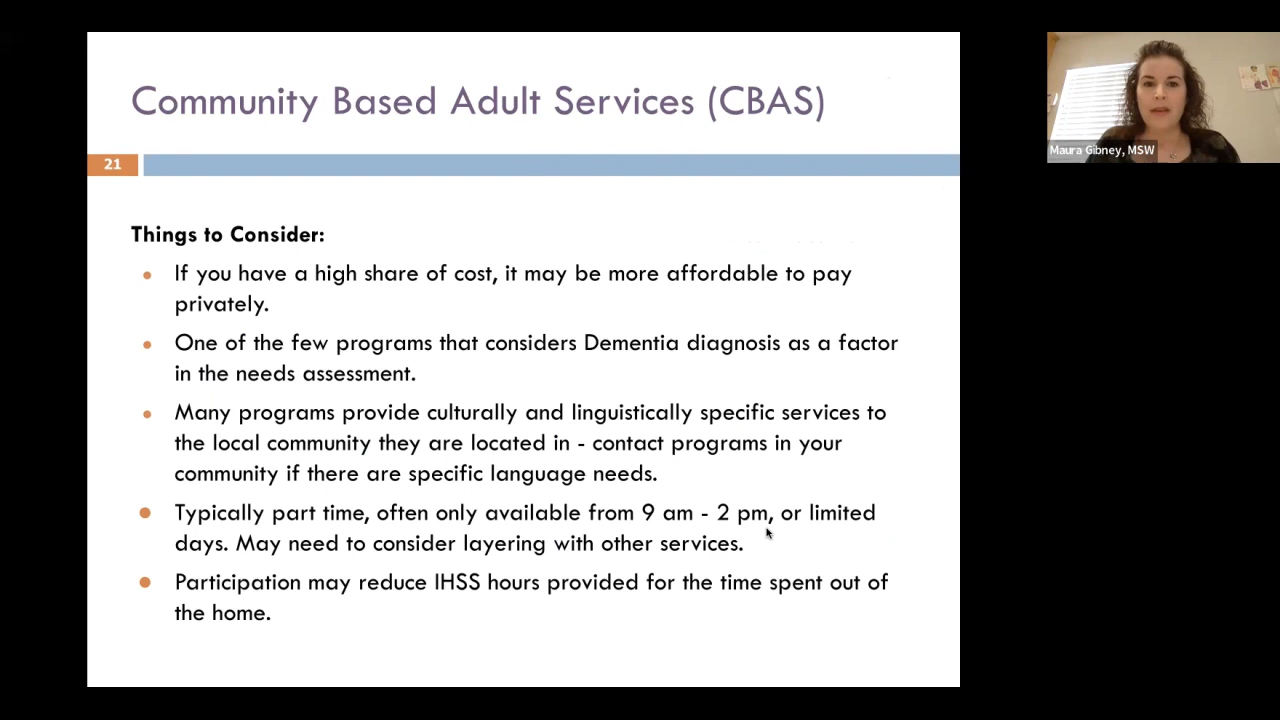 Community Based Adult Services (CBAS)
21
Things to Consider:
• If you have a high share of cost, it may be more affordable to pay
privately.
• One of the few programs that considers Dementia diagnosis as a factor
in the needs assessment.
• Many programs provide culturally and linguistically specific services to
the local community they are located in - contact programs in your
community if there are specific language needs.
• Typically part time, often only available from 9 am - 2 pm, or limited
days. May need to consider layering with other services.
• Participation may reduce IHSS hours provided for the time spent out of
the home.
Maura Gibney, MSW